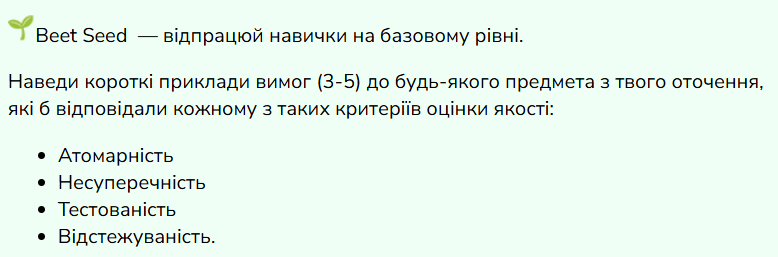 Beet Seed — відпрацюй навички на базовому рівні.
Наведи короткі приклади вимог (3-5) до будь-якого предмета з твого оточення,
які б відповідали кожному з таких критеріїв оцінки якості:
• Атомарність
• Несуперечність
• Тестованість
• Відстежуваність.